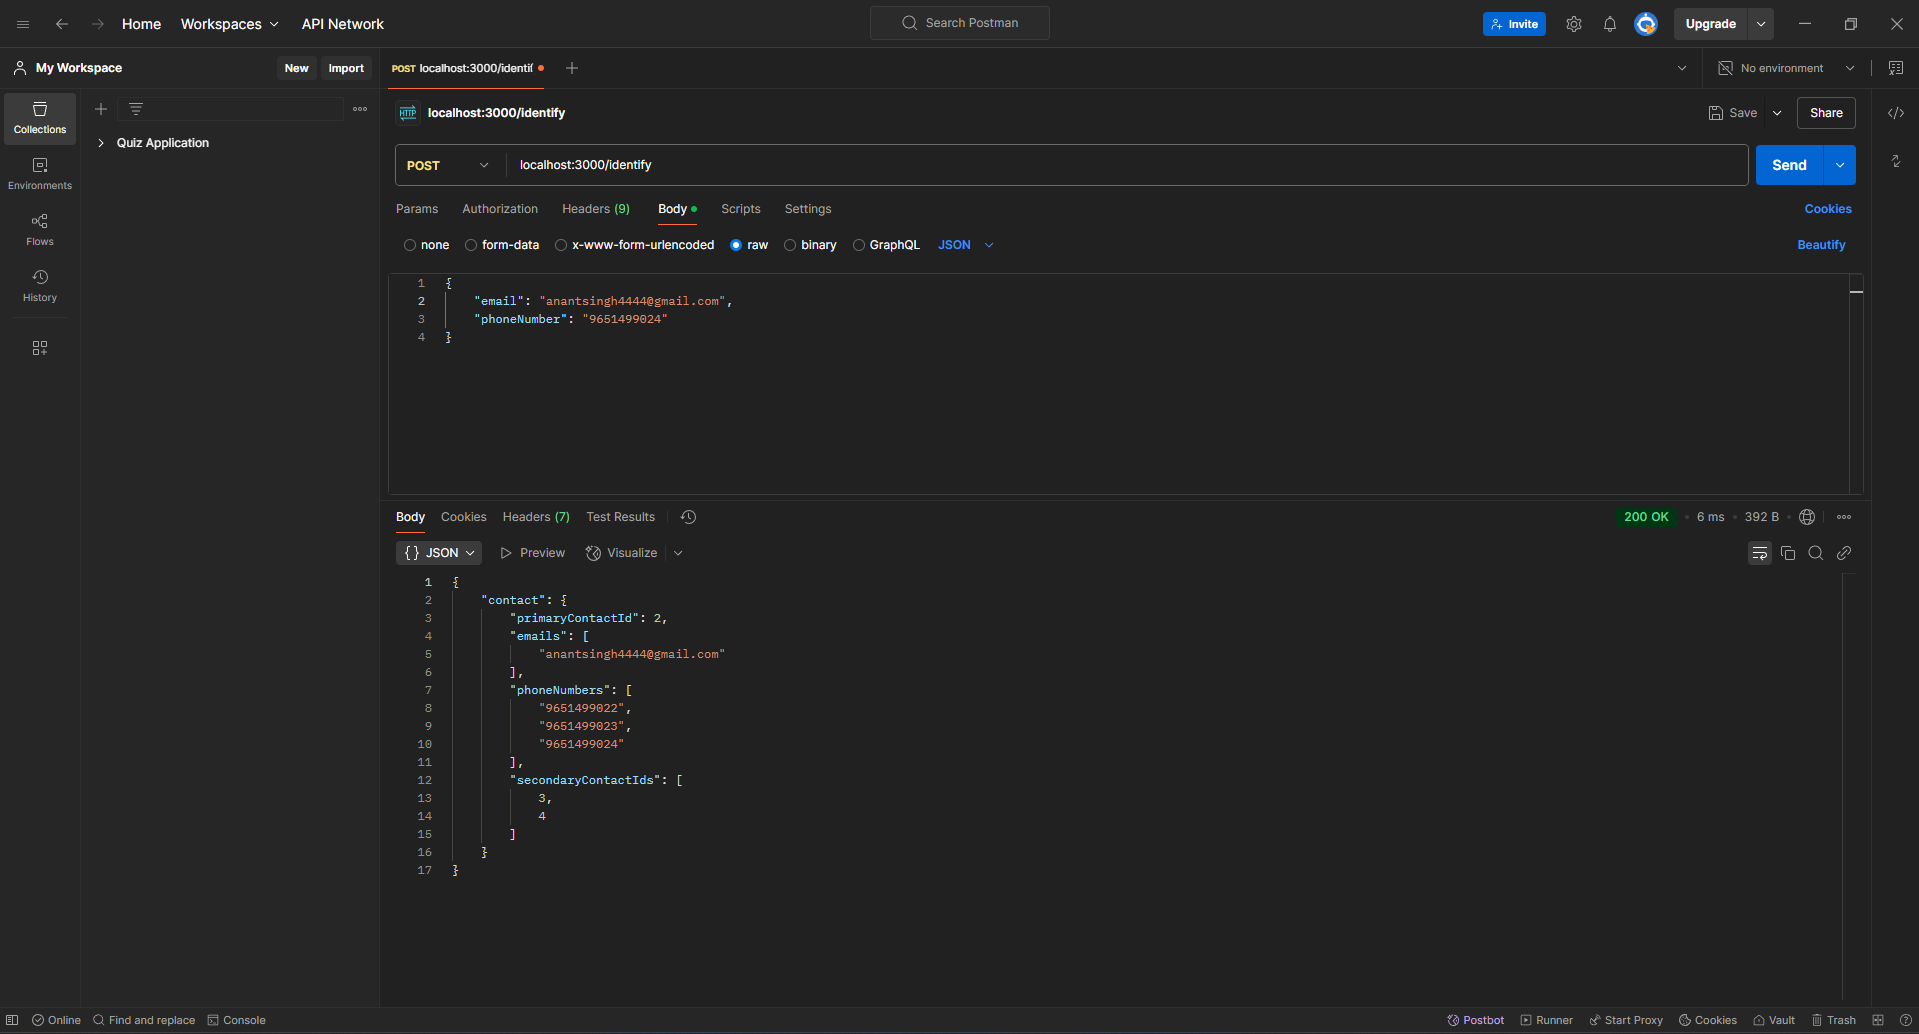 Home Workspaces API Network Search Postman Invite Upgrade
My Workspace New Import POST localhost:3000/identif No environment
Collections
Environments
Flows
History
Quiz Application
HTTP localhost:3000/identify Save Share
POST localhost:3000/identify Send
Params Authorization Headers (9) Body Scripts Settings Cookies
none form-data x-www-form-urlencoded raw binary GraphQL JSON Beautify
1 {
2 "email": "anantsingh4444@gmail.com",
3 "phoneNumber": "9651499024"
4 }
Body Cookies Headers (7) Test Results 200 OK • 6 ms • 392 B •
{} JSON Preview Visualize
1 {
2 "contact": {
3 "primaryContactId": 2,
4 "emails": [
5 "anantsingh4444@gmail.com"
6 ],
7 "phoneNumbers": [
8 "9651499022",
9 "9651499023",
10 "9651499024"
11 ],
12 "secondaryContactIds": [
13 3,
14 4
15 ]
16 }
17 }
Online Find and replace Console Postbot Runner Start Proxy Cookies Vault Trash